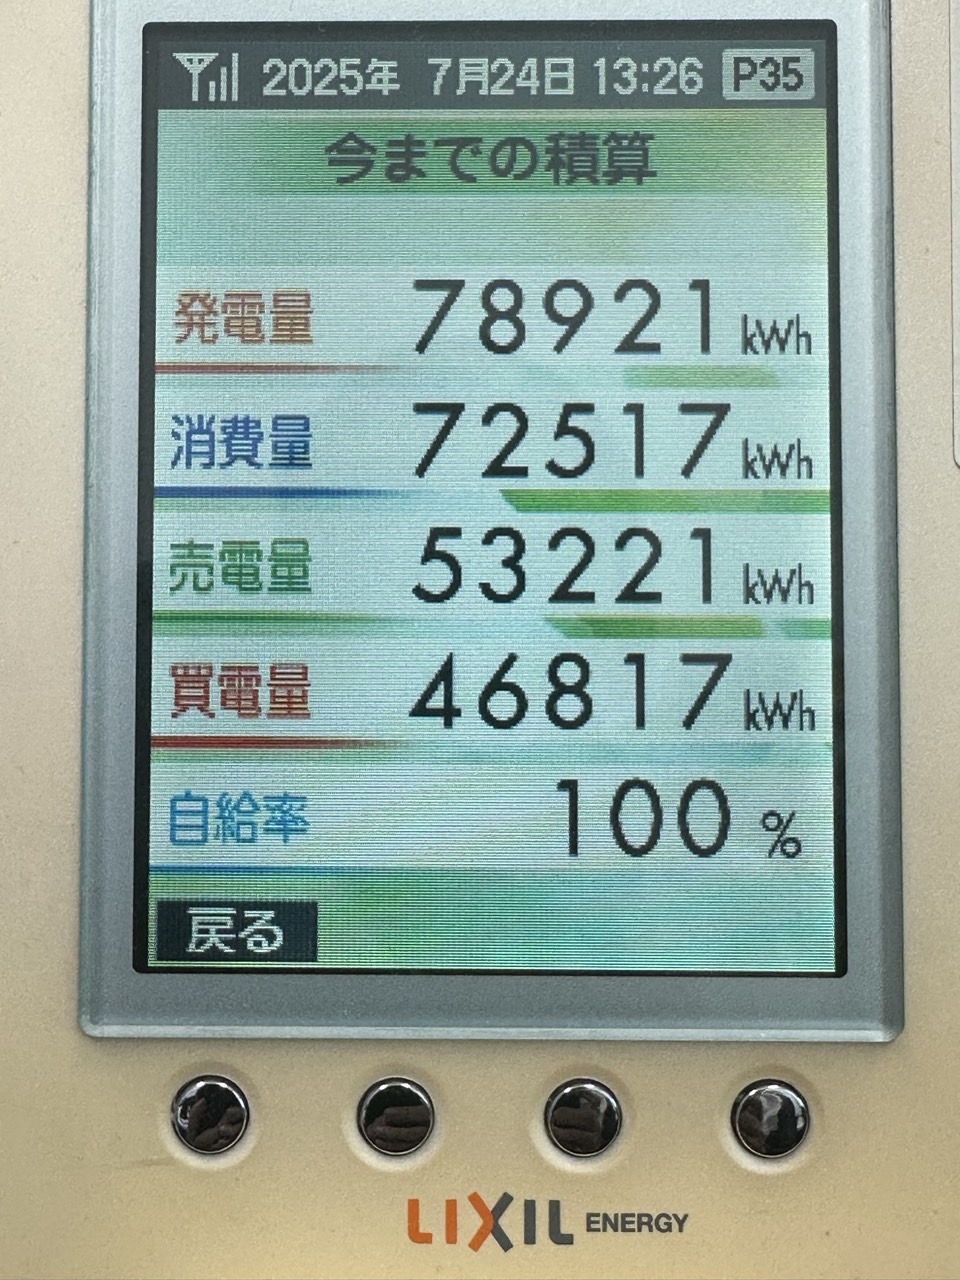 2025年 7月24日 13:26 P35
今までの積算
発電量 78921 kWh
消費量 72517 kWh
売電量 53221 kWh
買電量 46817 kWh
自給率 100 %
戻る
LIXIL ENERGY